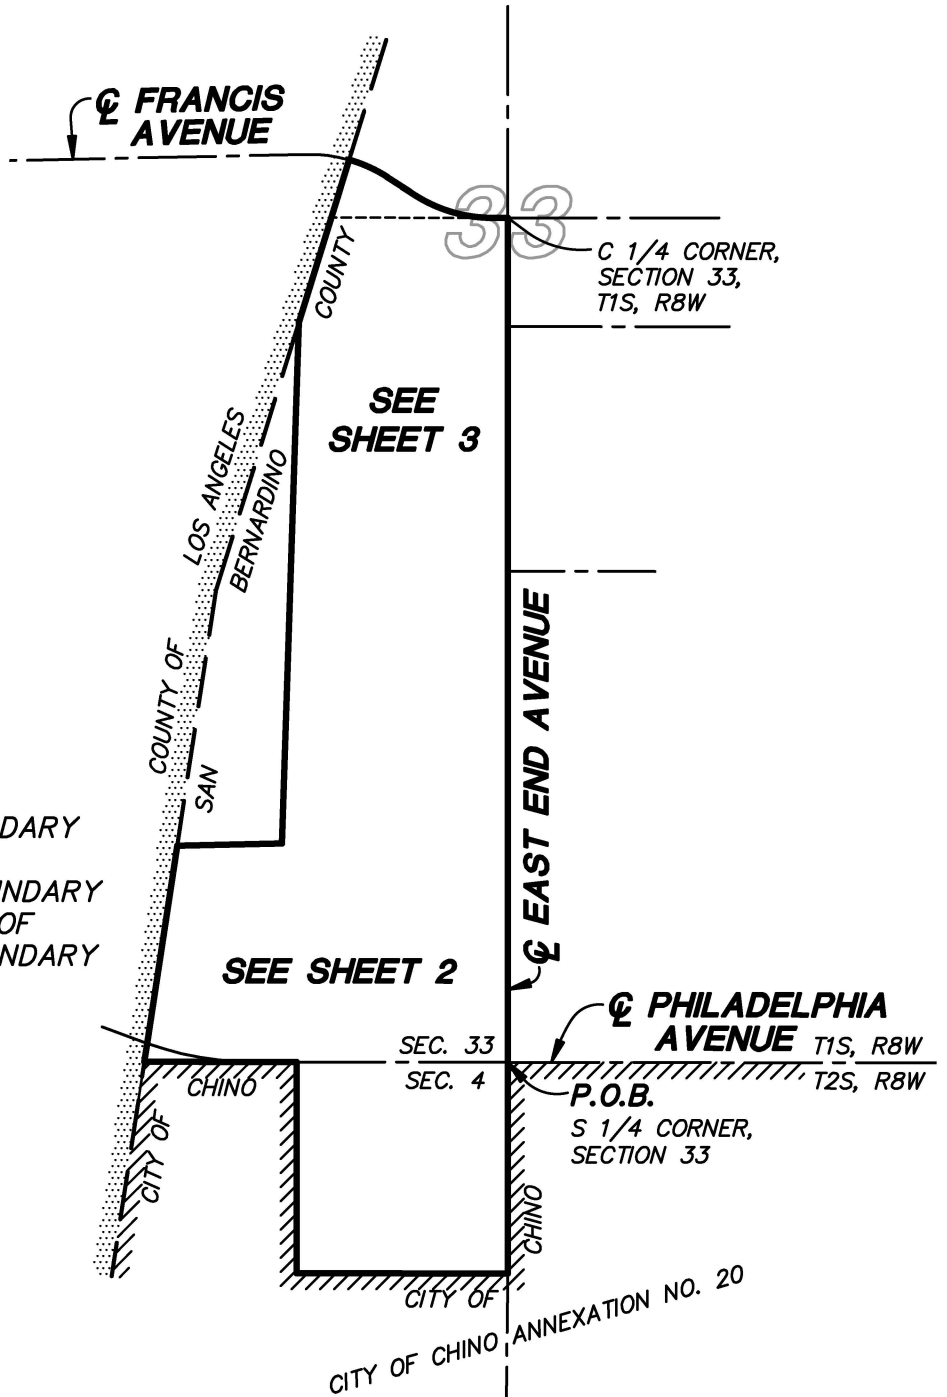 ℄ FRANCIS
AVENUE
33
C 1/4 CORNER,
SECTION 33,
T1S, R8W
COUNTY
SEE
SHEET 3
LOS ANGELES
BERNARDINO
COUNTY OF
SAN
℄ EAST END AVENUE
DARY
NDARY
OF
NDARY
SEE SHEET 2
℄ PHILADELPHIA
AVENUE
T1S, R8W
SEC. 33
SEC. 4
T2S, R8W
CHINO
P.O.B.
S 1/4 CORNER,
SECTION 33
CITY OF
CHINO
CITY OF
CITY OF CHINO ANNEXATION NO. 20